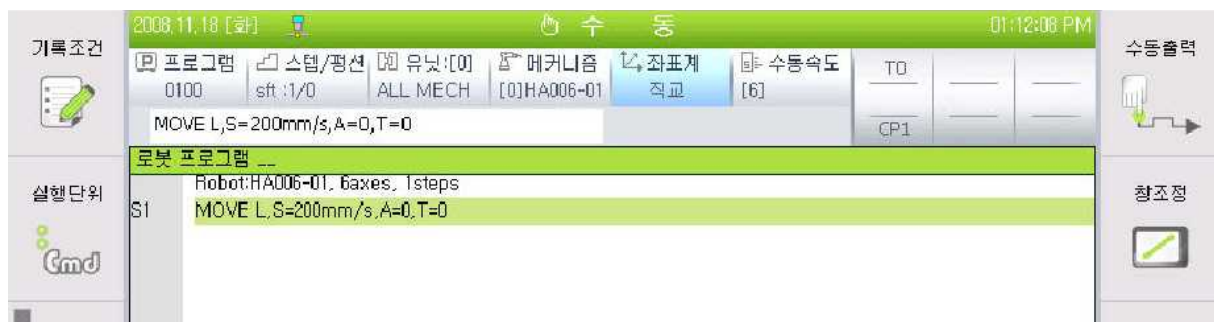 기록조건
실행단위
Cmd
2008,11,18 [화] 수 동 01:12:08 PM
프로그램 스텝/평션 유닛:[0] 메커니즘 좌표계 수동속도
0100 sft :1/0 ALL MECH [0]HA006-01 직교 [6]
T0
CP1
MOVE L,S=200mm/s,A=0,T=0
로봇 프로그램 __
Robot:HA006-01, 6axes, 1steps
S1 MOVE L,S=200mm/s,A=0,T=0
수동출력
창조정